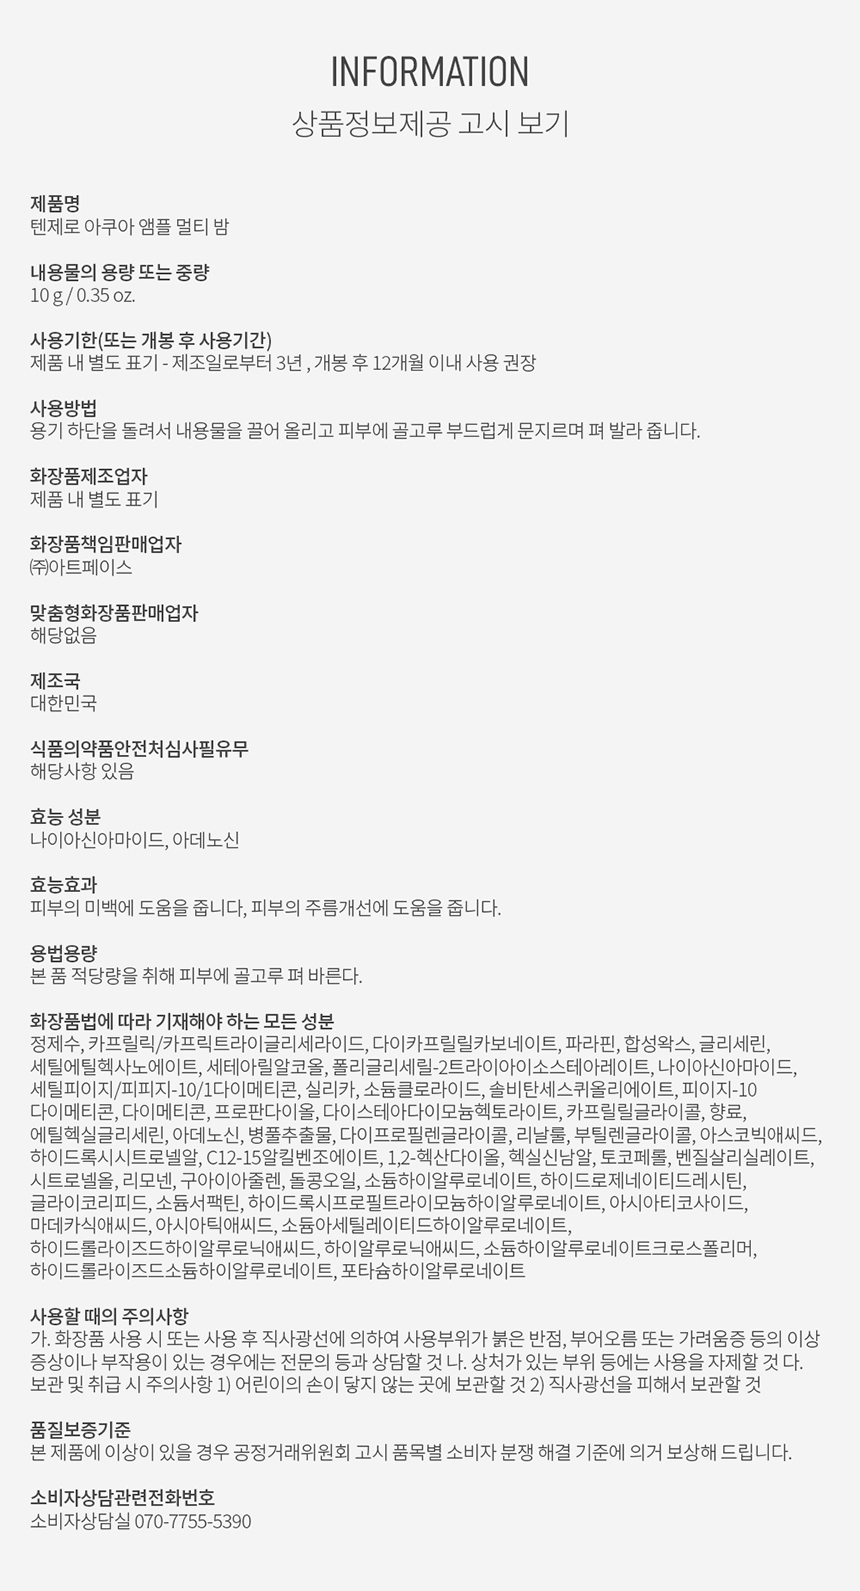 INFORMATION
상품정보제공 고시 보기
제품명
텐제로 아쿠아 앰플 멀티 밤
내용물의 용량 또는 중량
10 g / 0.35 oz.
사용기한(또는 개봉 후 사용기간)
제품 내 별도 표기 - 제조일로부터 3년 , 개봉 후 12개월 이내 사용 권장
사용방법
용기 하단을 돌려서 내용물을 끌어 올리고 피부에 골고루 부드럽게 문지르며 펴 발라 줍니다.
화장품제조업자
제품 내 별도 표기
화장품책임판매업자
㈜아트페이스
맞춤형화장품판매업자
해당없음
제조국
대한민국
식품의약품안전처심사필유무
해당사항 있음
효능 성분
나이아신아마이드, 아데노신
효능효과
피부의 미백에 도움을 줍니다, 피부의 주름개선에 도움을 줍니다.
용법용량
본 품 적당량을 취해 피부에 골고루 펴 바른다.
화장품법에 따라 기재해야 하는 모든 성분
정제수, 카프릴릭/카프릭트라이글리세라이드, 다이카프릴릴카보네이트, 파라핀, 합성왁스, 글리세린,
세틸에틸헥사노에이트, 세테아릴알코올, 폴리글리세릴-2트라이아이소스테아레이트, 나이아신아마이드,
세틸피이지/피피지-10/1다이메티콘, 실리카, 소듐클로라이드, 솔비탄세스퀴올리에이트, 피이지-10
다이메티콘, 다이메티콘, 프로판다이올, 다이스테아다이모늄헥토라이트, 카프릴릴글라이콜, 향료,
에틸헥실글리세린, 아데노신, 병풀추출물, 다이프로필렌글라이콜, 리날룰, 부틸렌글라이콜, 아스코빅애씨드,
하이드록시시트로넬알, C12-15알킬벤조에이트, 1,2-헥산다이올, 헥실신남알, 토코페롤, 벤질살리실레이트,
시트로넬올, 리모넨, 구아이아줄렌, 돌콩오일, 소듐하이알루로네이트, 하이드로제네이티드레시틴,
글라이코리피드, 소듐서팩틴, 하이드록시프로필트라이모늄하이알루로네이트, 아시아티코사이드,
마데카식애씨드, 아시아틱애씨드, 소듐아세틸레이티드하이알루로네이트,
하이드롤라이즈드하이알루로닉애씨드, 하이알루로닉애씨드, 소듐하이알루로네이트크로스폴리머,
하이드롤라이즈드소듐하이알루로네이트, 포타슘하이알루로네이트
사용할 때의 주의사항
가. 화장품 사용 시 또는 사용 후 직사광선에 의하여 사용부위가 붉은 반점, 부어오름 또는 가려움증 등의 이상
증상이나 부작용이 있는 경우에는 전문의 등과 상담할 것 나. 상처가 있는 부위 등에는 사용을 자제할 것 다.
보관 및 취급 시 주의사항 1) 어린이의 손이 닿지 않는 곳에 보관할 것 2) 직사광선을 피해서 보관할 것
품질보증기준
본 제품에 이상이 있을 경우 공정거래위원회 고시 품목별 소비자 분쟁 해결 기준에 의거 보상해 드립니다.
소비자상담관련전화번호
소비자상담실 070-7755-5390